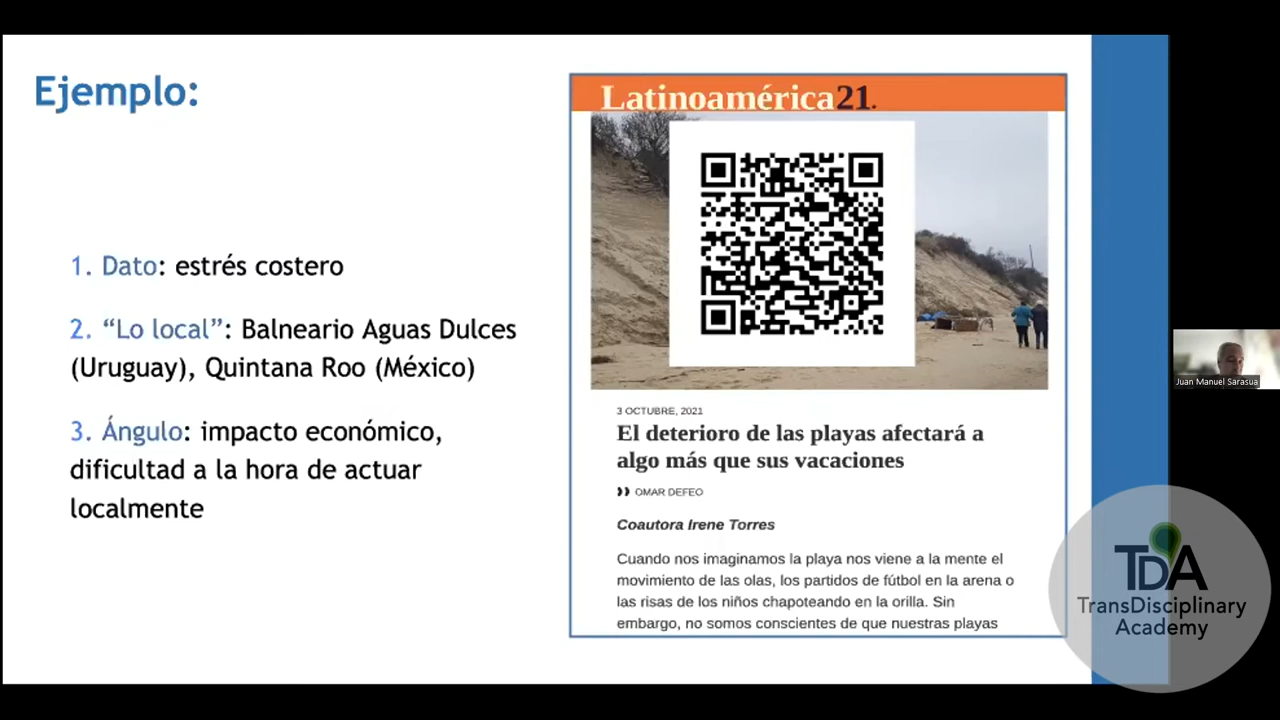 Ejemplo:
1. Dato: estrés costero
2. “Lo local”: Balneario Aguas Dulces
(Uruguay), Quintana Roo (México)
3. Ángulo: impacto económico,
dificultad a la hora de actuar
localmente
Latinoamérica21.
3 OCTUBRE, 2021
El deterioro de las playas afectará a
algo más que sus vacaciones
OMAR DEFEO
Coautora Irene Torres
Cuando nos imaginamos la playa nos viene a la mente el
movimiento de las olas, los partidos de fútbol en la arena o
las risas de los niños chapoteando en la orilla. Sin
embargo, no somos conscientes de que nuestras playas
Juan Manuel Sarasua
TDA
TransDisciplinary
Academy